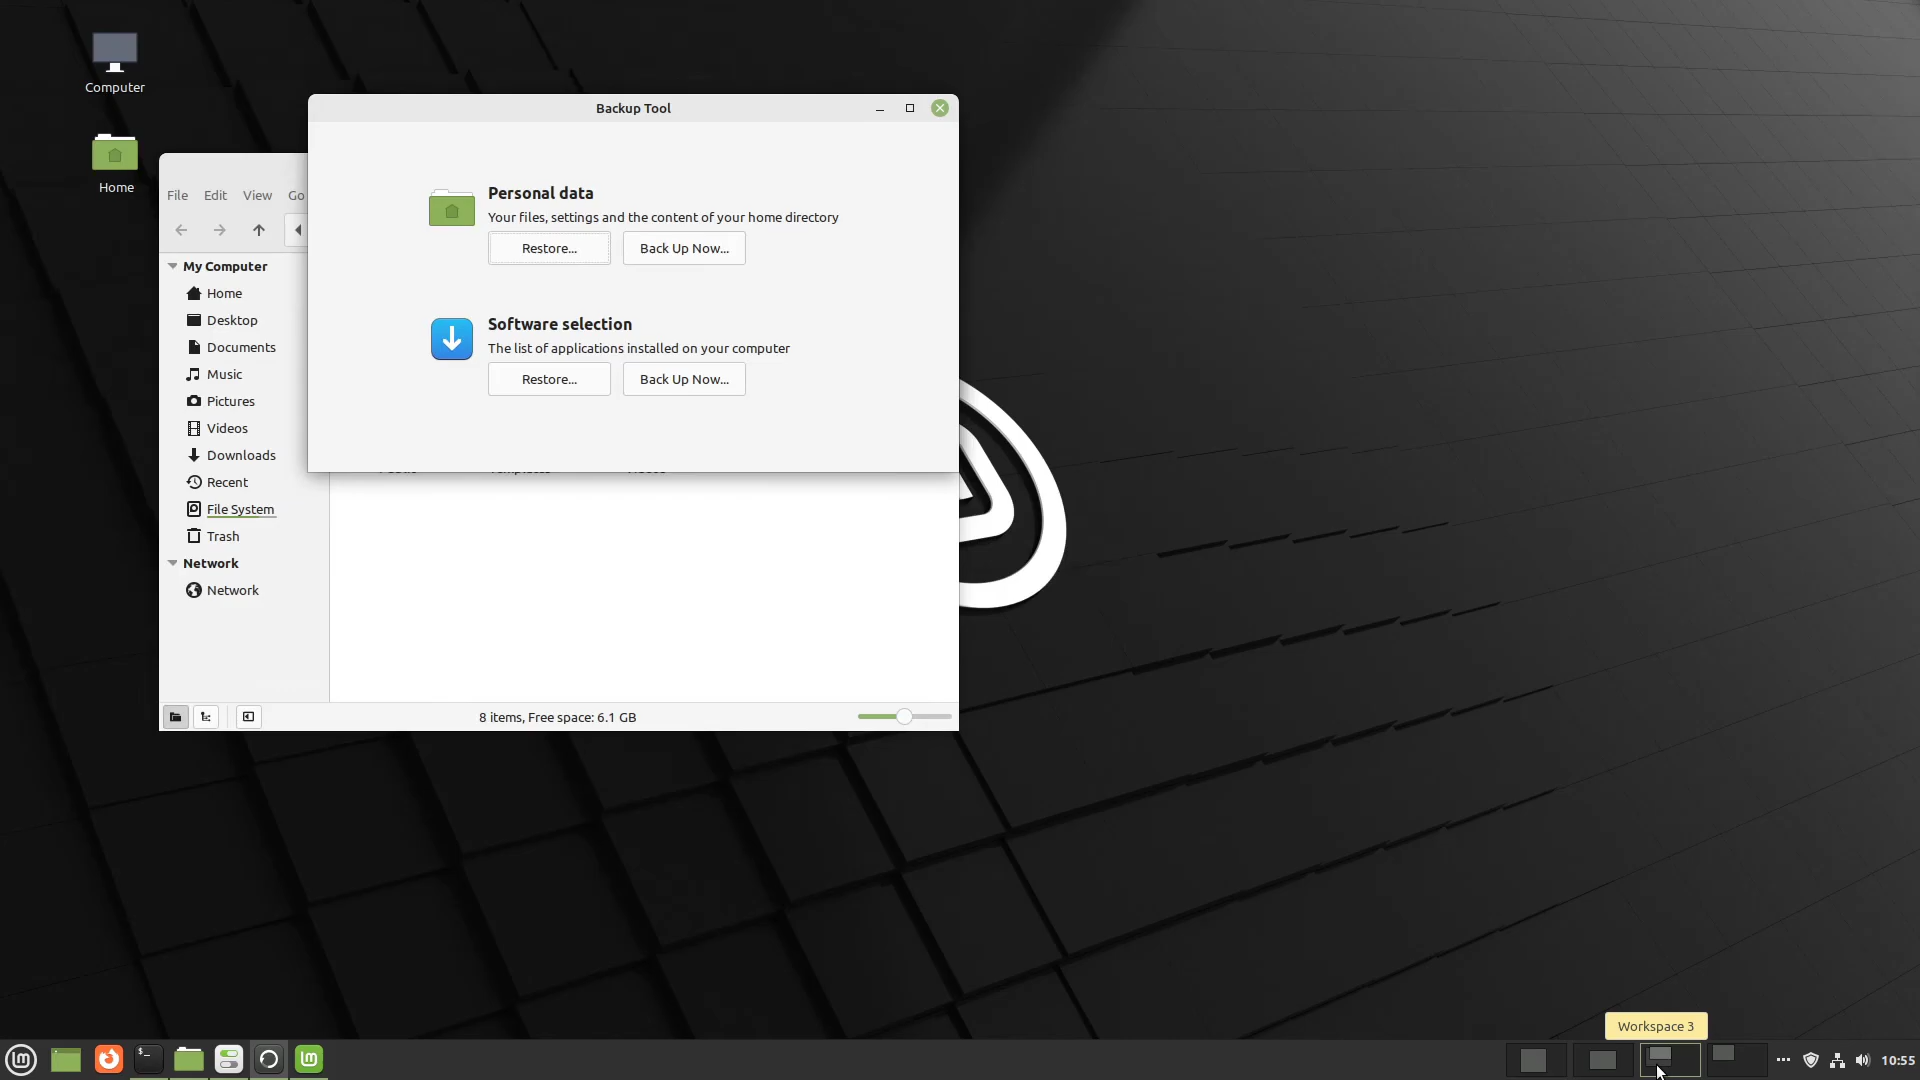 Computer
Home
Backup Tool
File Edit View Go
Personal data
Your files, settings and the content of your home directory
Restore... Back Up Now...
Software selection
The list of applications installed on your computer
Restore... Back Up Now...
My Computer
Home
Desktop
Documents
Music
Pictures
Videos
Downloads
Recent
File System
Trash
Network
Network
8 items, Free space: 6.1 GB
Workspace 3
10:55